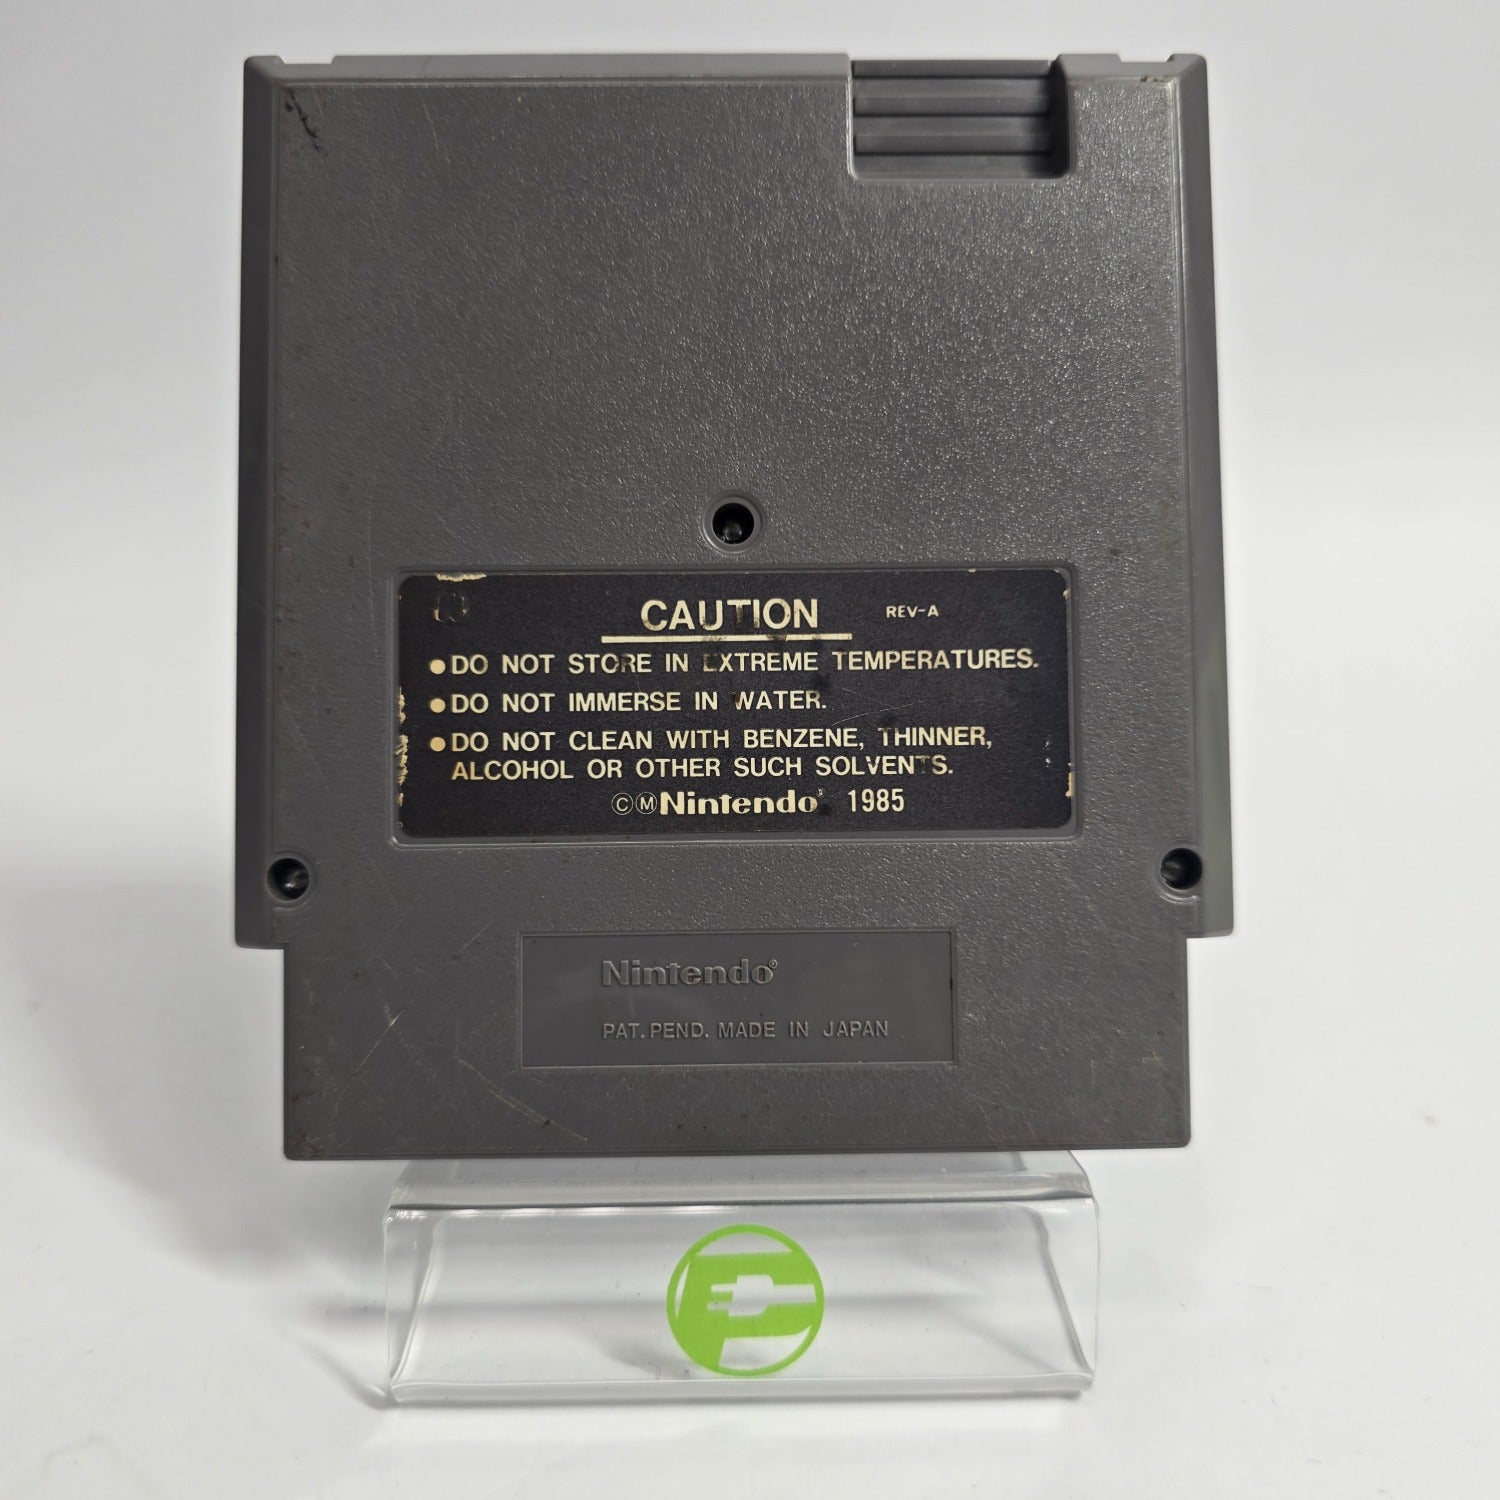 CAUTION REV-A
●DO NOT STORE IN EXTREME TEMPERATURES.
●DO NOT IMMERSE IN WATER.
●DO NOT CLEAN WITH BENZENE, THINNER,
ALCOHOL OR OTHER SUCH SOLVENTS.
ⒸⓂNintendo® 1985
Nintendo®
PAT. PEND. MADE IN JAPAN